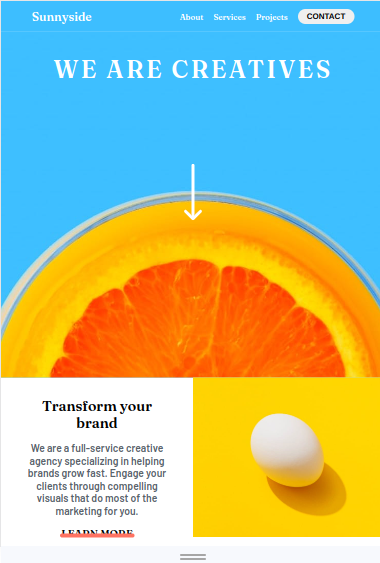 Sunnyside
About Services Projects CONTACT
WE ARE CREATIVES
Transform your
brand
We are a full-service creative
agency specializing in helping
brands grow fast. Engage your
clients through compelling
visuals that do most of the
marketing for you.
LEARN MORE